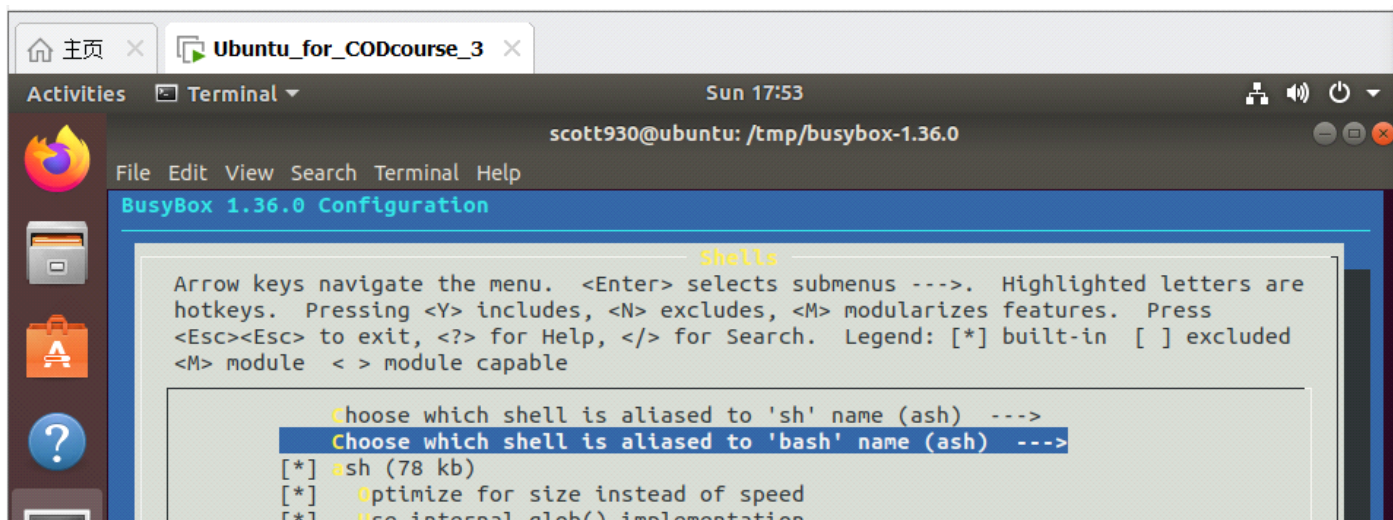 主页
Ubuntu_for_CODcourse_3
Activities Terminal Sun 17:53
scott930@ubuntu: /tmp/busybox-1.36.0
File Edit View Search Terminal Help
BusyBox 1.36.0 Configuration
Shells
Arrow keys navigate the menu. <Enter> selects submenus --->. Highlighted letters are
hotkeys. Pressing <Y> includes, <N> excludes, <M> modularizes features. Press
<Esc><Esc> to exit, <?> for Help, </> for Search. Legend: [*] built-in [ ] excluded
<M> module < > module capable
Choose which shell is aliased to 'sh' name (ash) --->
Choose which shell is aliased to 'bash' name (ash) --->
[*] ash (78 kb)
[*] Optimize for size instead of speed
[*] Use internal glob() implementation